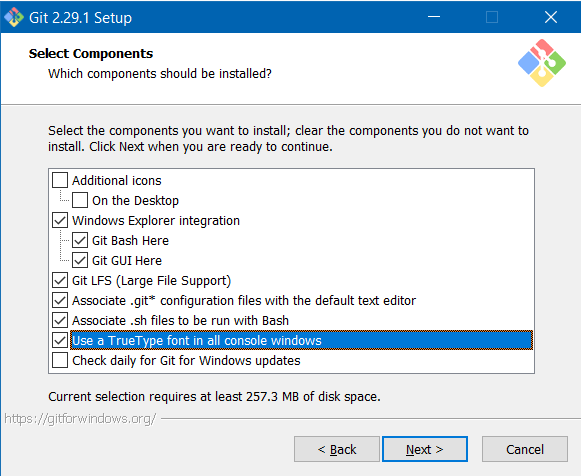 Git 2.29.1 Setup
Select Components
Which components should be installed?
Select the components you want to install; clear the components you do not want to
install. Click Next when you are ready to continue.
Additional icons
On the Desktop
Windows Explorer integration
Git Bash Here
Git GUI Here
Git LFS (Large File Support)
Associate .git* configuration files with the default text editor
Associate .sh files to be run with Bash
Use a TrueType font in all console windows
Check daily for Git for Windows updates
Current selection requires at least 257.3 MB of disk space.
https://gitforwindows.org/
< Back
Next >
Cancel